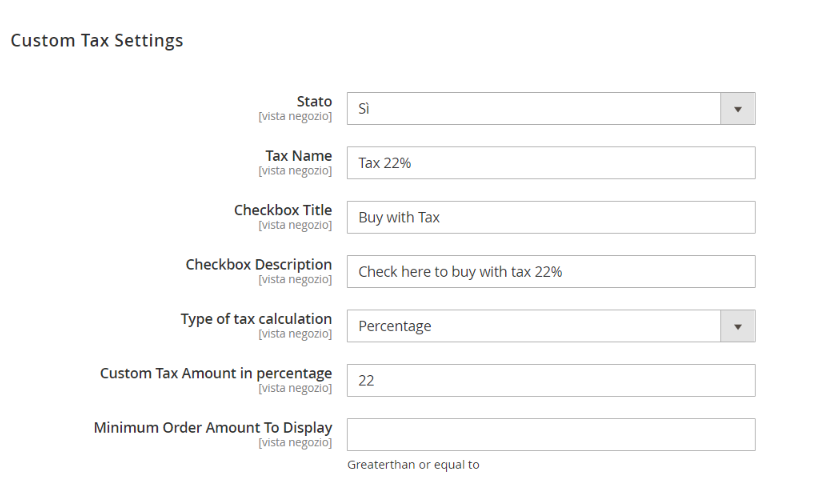 Custom Tax Settings
Stato
[vista negozio]
Sì
Tax Name
[vista negozio]
Tax 22%
Checkbox Title
[vista negozio]
Buy with Tax
Checkbox Description
[vista negozio]
Check here to buy with tax 22%
Type of tax calculation
[vista negozio]
Percentage
Custom Tax Amount in percentage
[vista negozio]
22
Minimum Order Amount To Display
[vista negozio]
Greaterthan or equal to